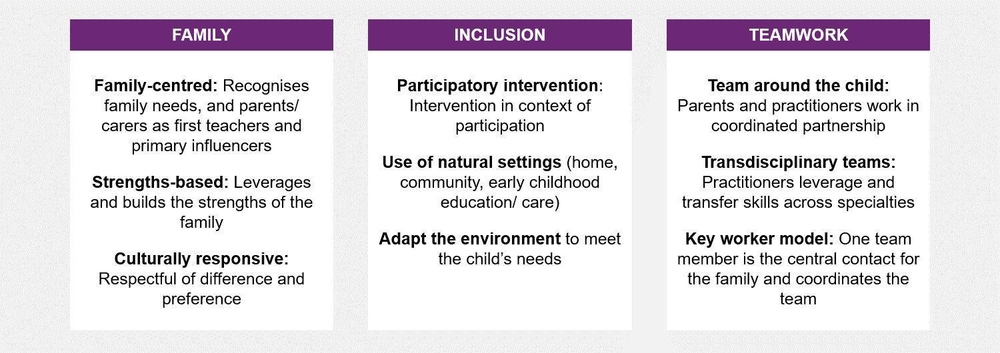 FAMILY
Family-centred: Recognises
family needs, and parents/
carers as first teachers and
primary influencers
Strengths-based: Leverages
and builds the strengths of the
family
Culturally responsive:
Respectful of difference and
preference
INCLUSION
Participatory intervention:
Intervention in context of
participation
Use of natural settings (home,
community, early childhood
education/ care)
Adapt the environment to meet
the child’s needs
TEAMWORK
Team around the child:
Parents and practitioners work in
coordinated partnership
Transdisciplinary teams:
Practitioners leverage and
transfer skills across specialties
Key worker model: One team
member is the central contact for
the family and coordinates the
team